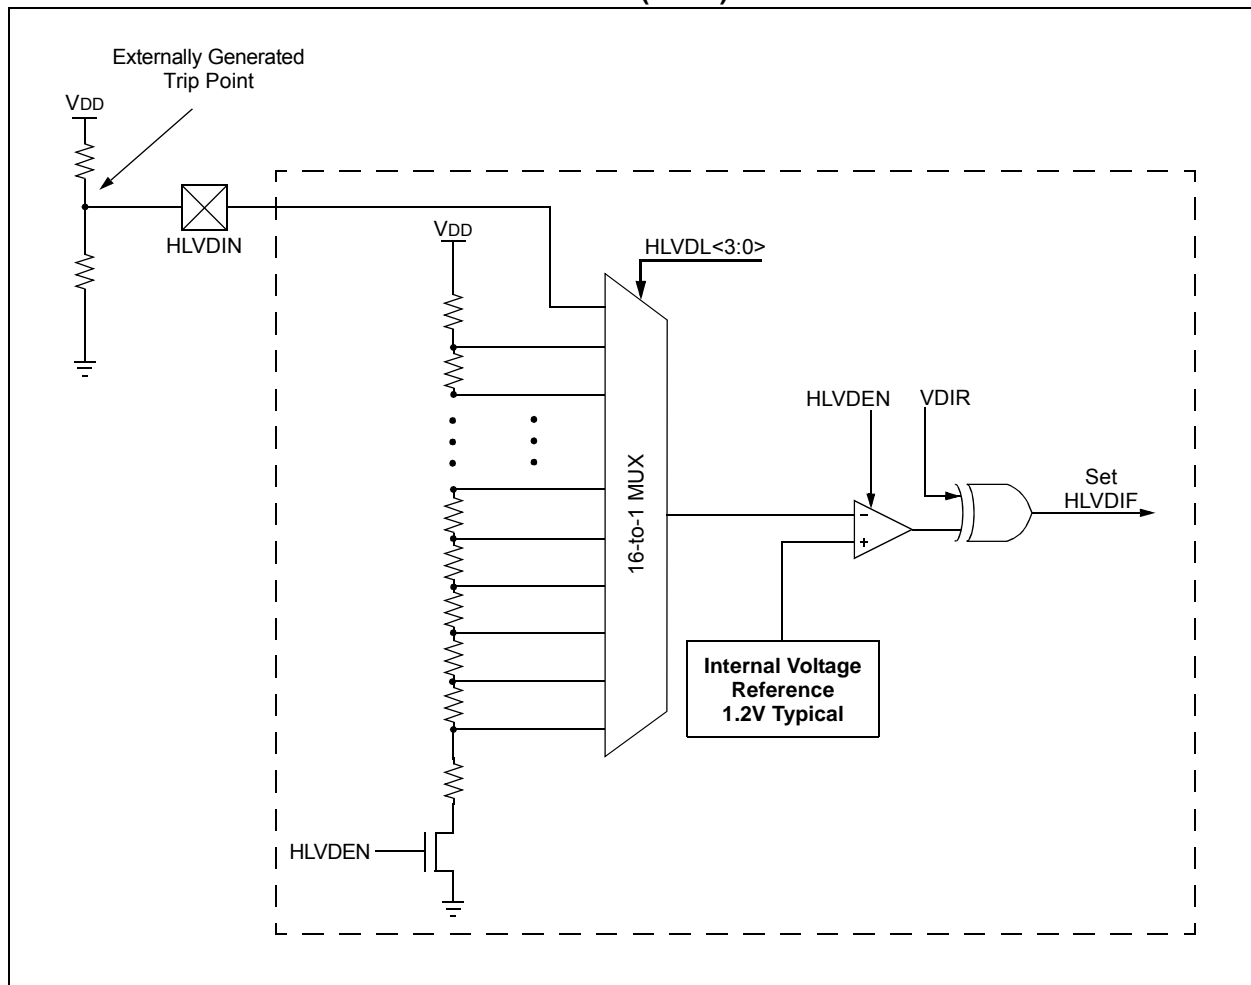 Externally Generated
Trip Point
VDD
HLVDIN
VDD
HLVDL<3:0>
16-to-1 MUX
HLVDEN
VDIR
Set
HLVDIF
–
+
Internal Voltage
Reference
1.2V Typical
HLVDEN